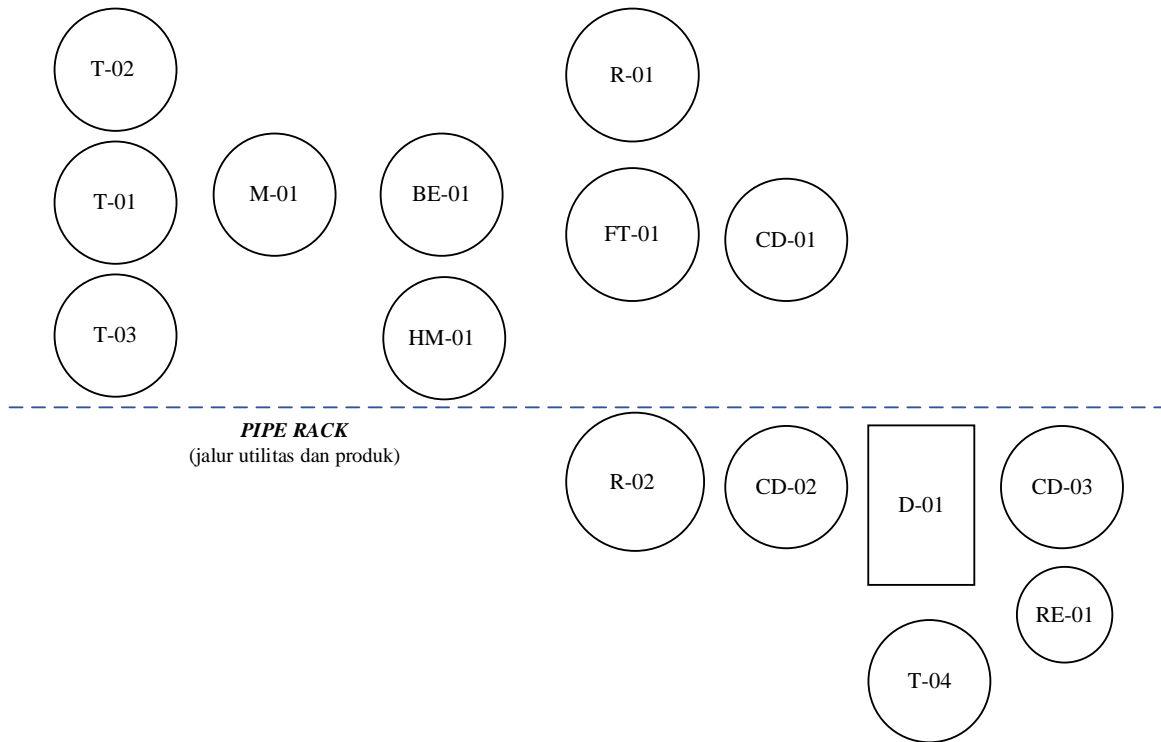 T-02
R-01
T-01
M-01
BE-01
FT-01
CD-01
T-03
HM-01
PIPE RACK
(jalur utilitas dan produk)
R-02
CD-02
D-01
CD-03
RE-01
T-04